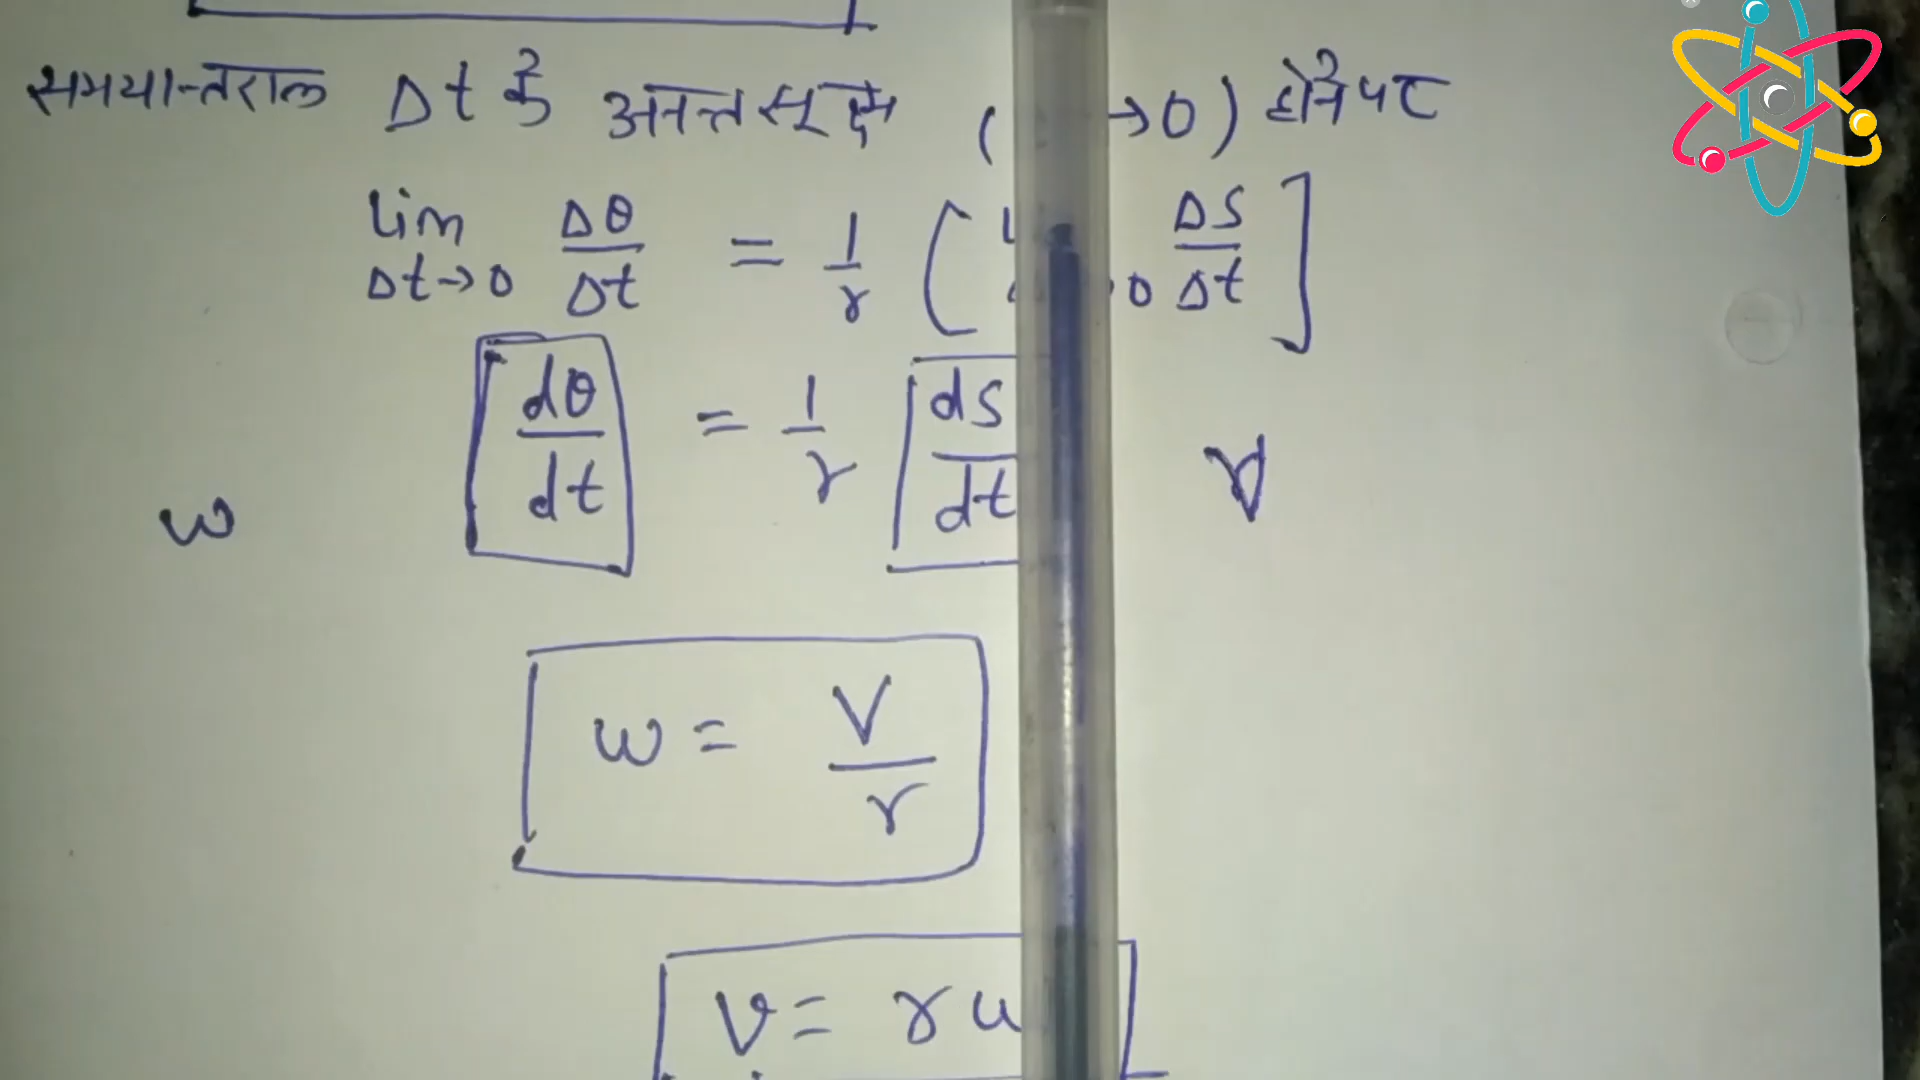 समयान्तराल Δt के अनन्त सूक्ष्म ( →0) होने पर
lim Δt→0 Δθ/Δt = 1/r [ 0 Δs/Δt ]
dθ/dt = 1/r ds/dt
ω
V
ω = V/r
V = r